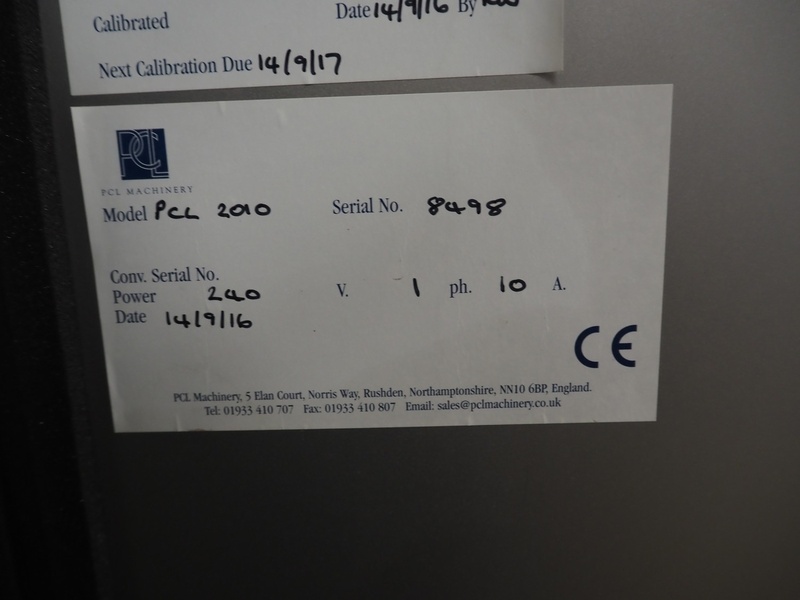 Calibrated Date 14/9/16 By
Next Calibration Due 14/9/17
PCL
PCL MACHINERY
Model PCL 2010 Serial No. 8498
Conv. Serial No.
Power 240 V. 1 ph. 10 A.
Date 14/9/16
CE
PCL Machinery, 5 Elan Court, Norris Way, Rushden, Northamptonshire, NN10 6BP, England.
Tel: 01933 410 707 Fax: 01933 410 807 Email: sales@pclmachinery.co.uk